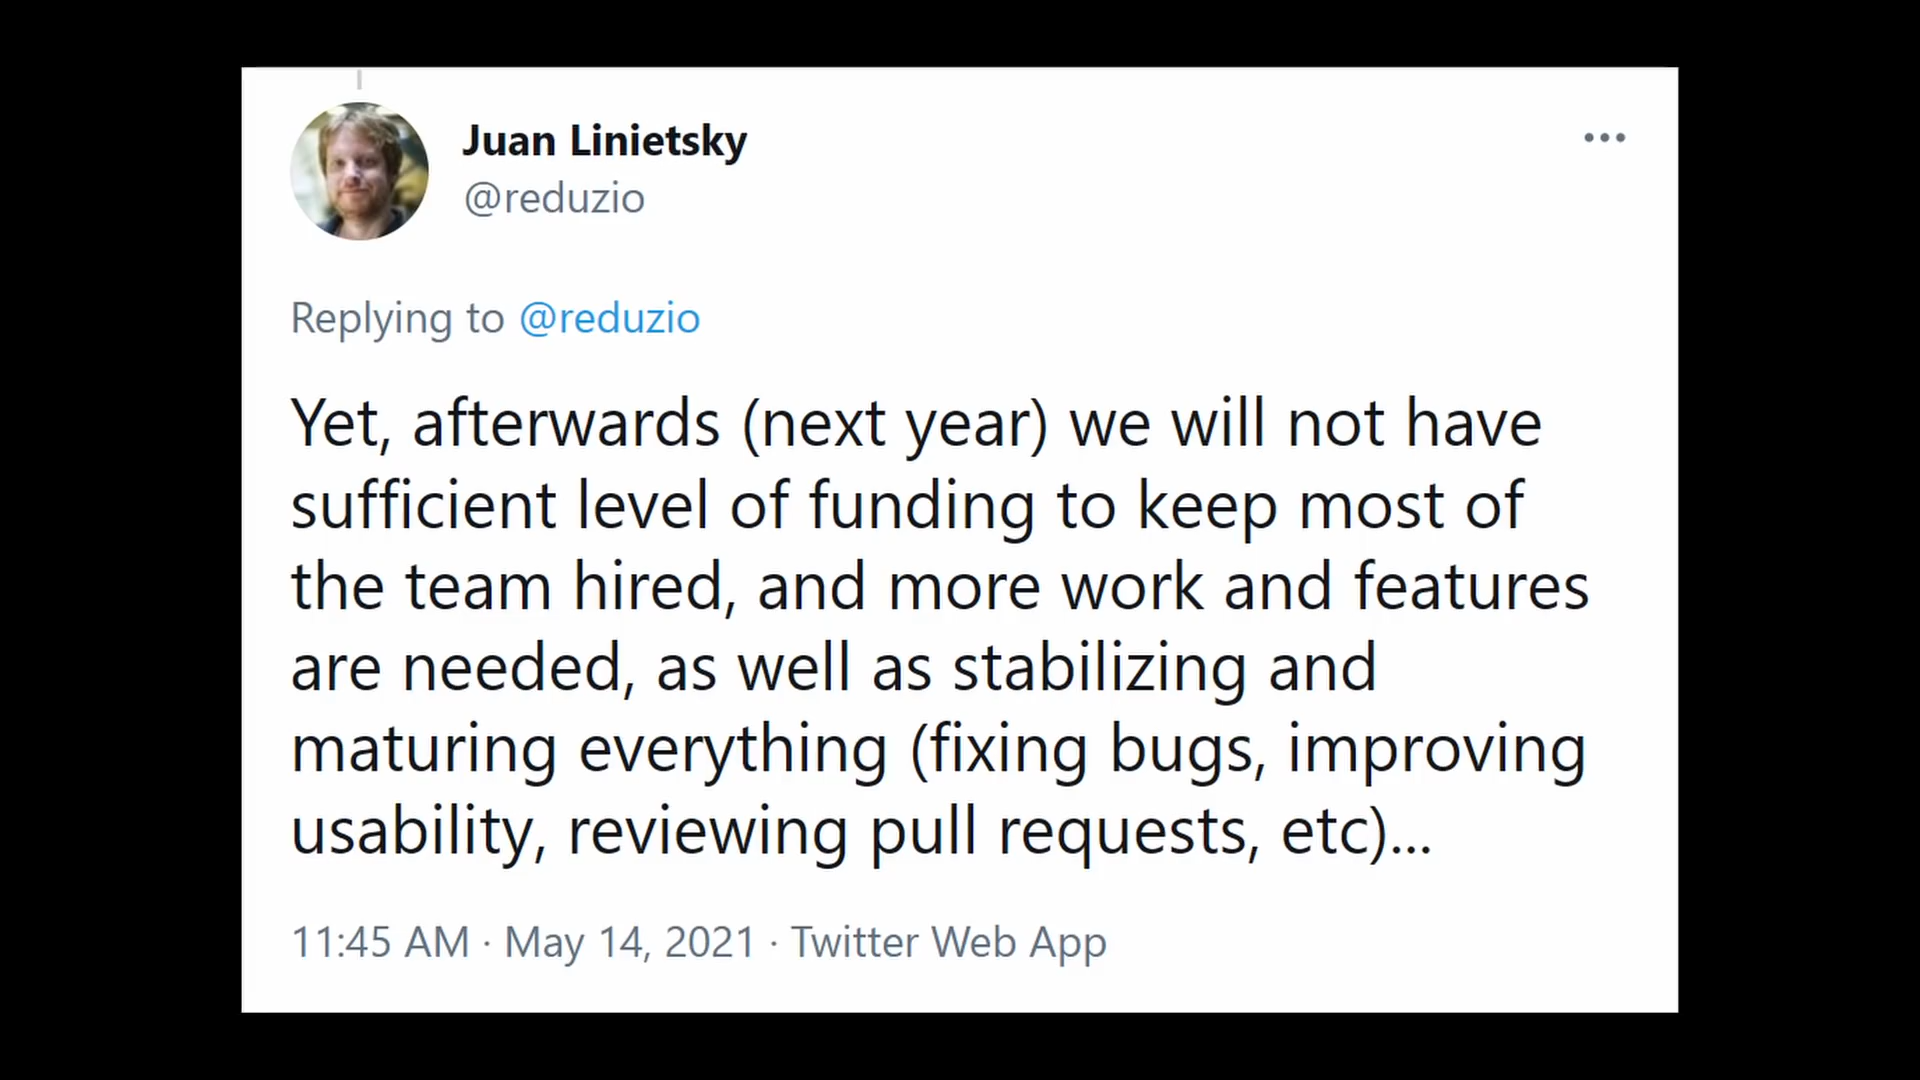 Juan Linietsky
@reduzio
Replying to @reduzio
Yet, afterwards (next year) we will not have
sufficient level of funding to keep most of
the team hired, and more work and features
are needed, as well as stabilizing and
maturing everything (fixing bugs, improving
usability, reviewing pull requests, etc)...
11:45 AM · May 14, 2021 · Twitter Web App